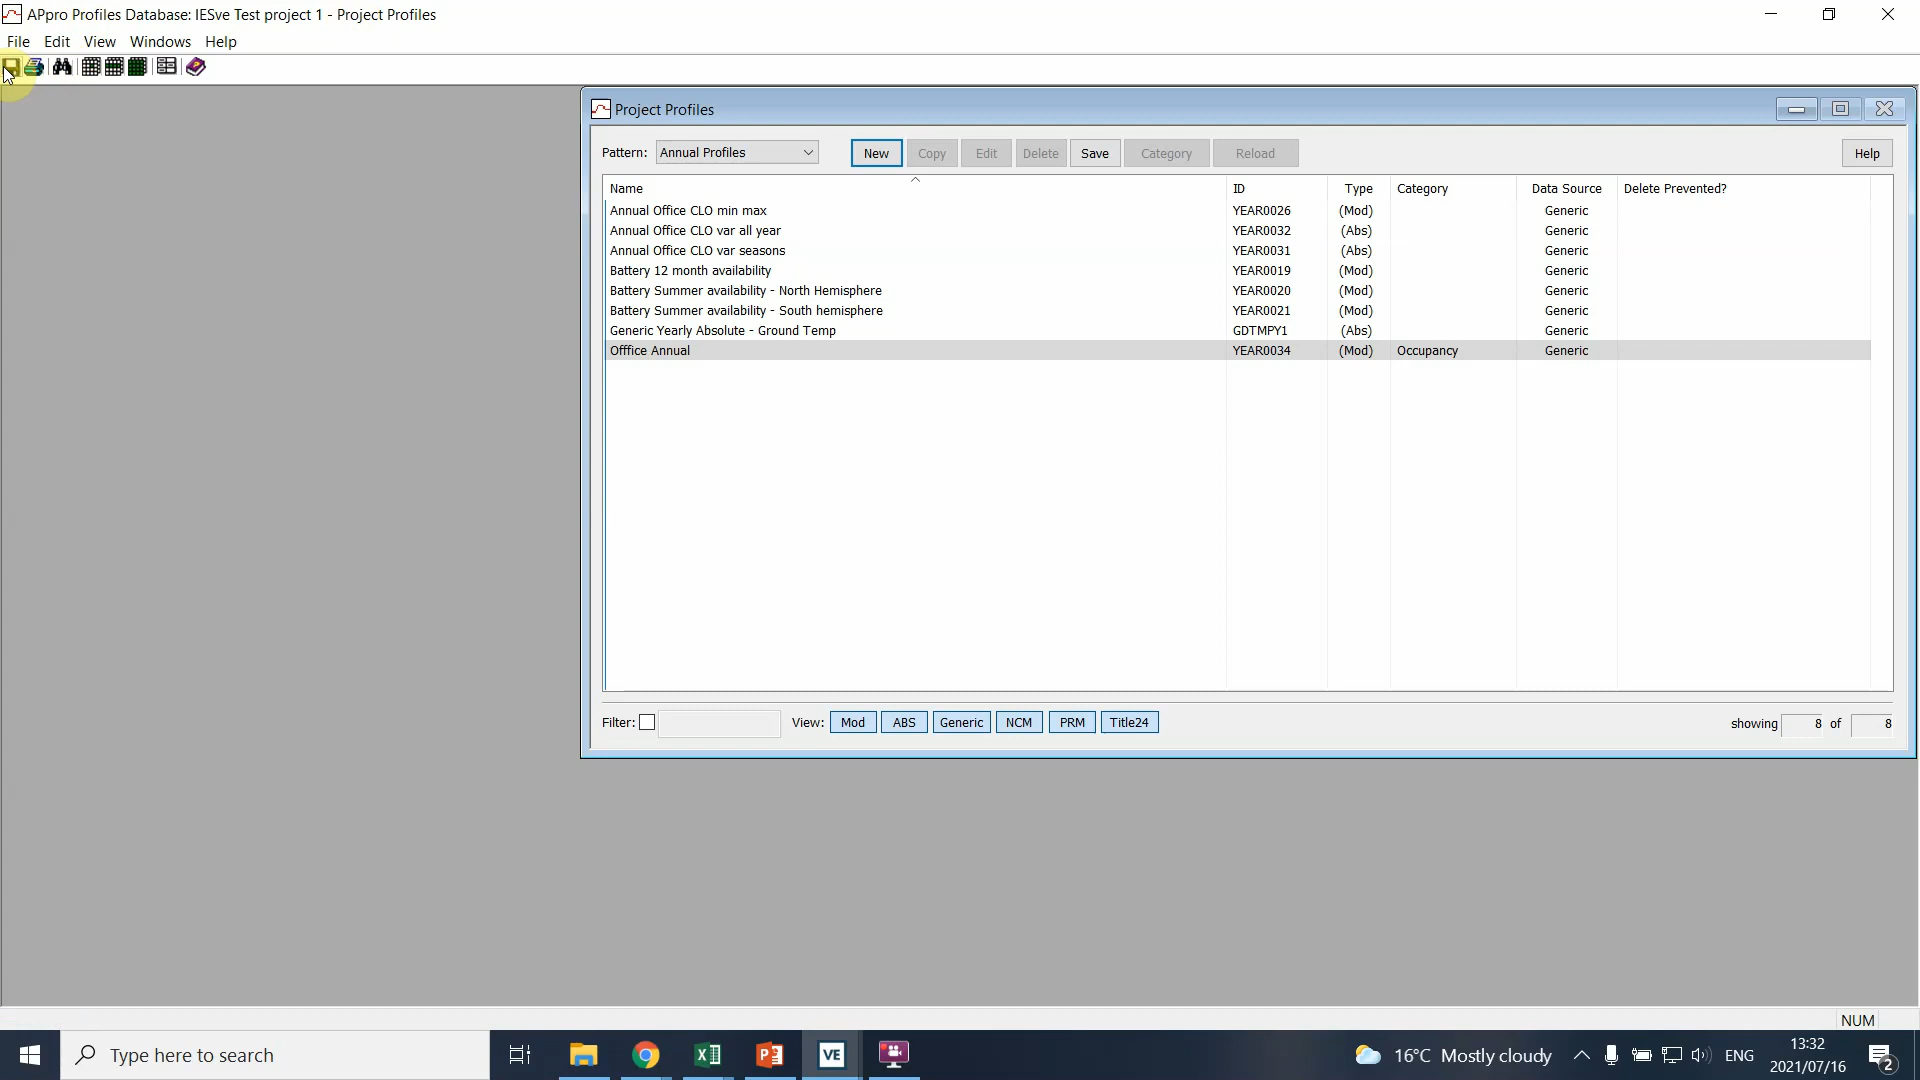 APpro Profiles Database: IESve Test project 1 - Project Profiles
File Edit View Windows Help
Project Profiles
Pattern: Annual Profiles New Copy Edit Delete Save Category Reload Help
Name ID Type Category Data Source Delete Prevented?
Annual Office CLO min max YEAR0026 (Mod) Generic
Annual Office CLO var all year YEAR0032 (Abs) Generic
Annual Office CLO var seasons YEAR0031 (Abs) Generic
Battery 12 month availability YEAR0019 (Mod) Generic
Battery Summer availability - North Hemisphere YEAR0020 (Mod) Generic
Battery Summer availability - South hemisphere YEAR0021 (Mod) Generic
Generic Yearly Absolute - Ground Temp GDTMPY1 (Abs) Generic
Offfice Annual YEAR0034 (Mod) Occupancy Generic
Filter: View: Mod ABS Generic NCM PRM Title24 showing 8 of 8
NUM
Type here to search VE 16°C Mostly cloudy ENG 13:32
2021/07/16 2